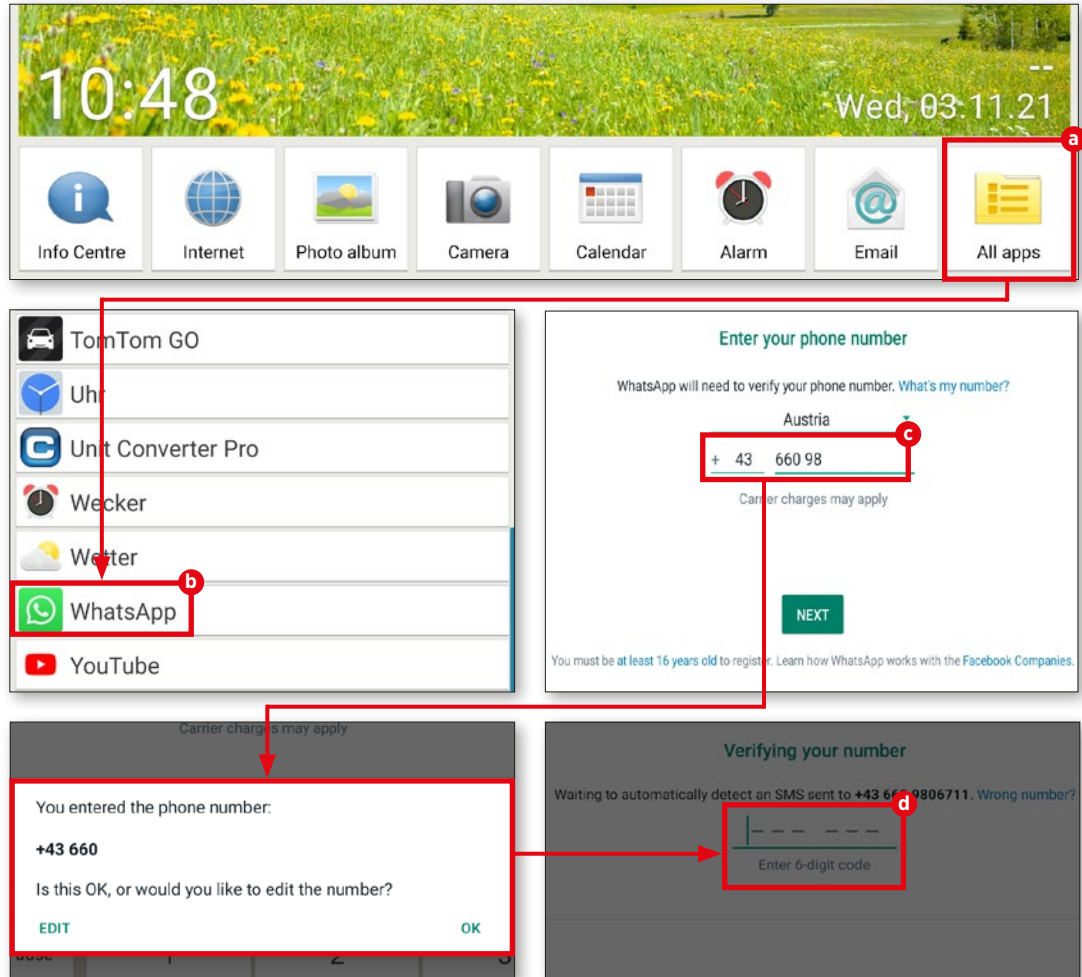 10:48
--
Wed, 03.11.21
a
Info Centre
Internet
Photo album
Camera
Calendar
Alarm
Email
All apps
TomTom GO
Uhr
Unit Converter Pro
Wecker
Wetter
b
WhatsApp
YouTube
Enter your phone number
WhatsApp will need to verify your phone number. What's my number?
Austria
c
+ 43 660 98
Carrier charges may apply
NEXT
You must be at least 16 years old to register. Learn how WhatsApp works with the Facebook Companies.
Carrier charges may apply
You entered the phone number:
+43 660
Is this OK, or would you like to edit the number?
EDIT OK
1 2 3
Verifying your number
Waiting to automatically detect an SMS sent to +43 660 9806711. Wrong number?
d
––– –––
Enter 6-digit code